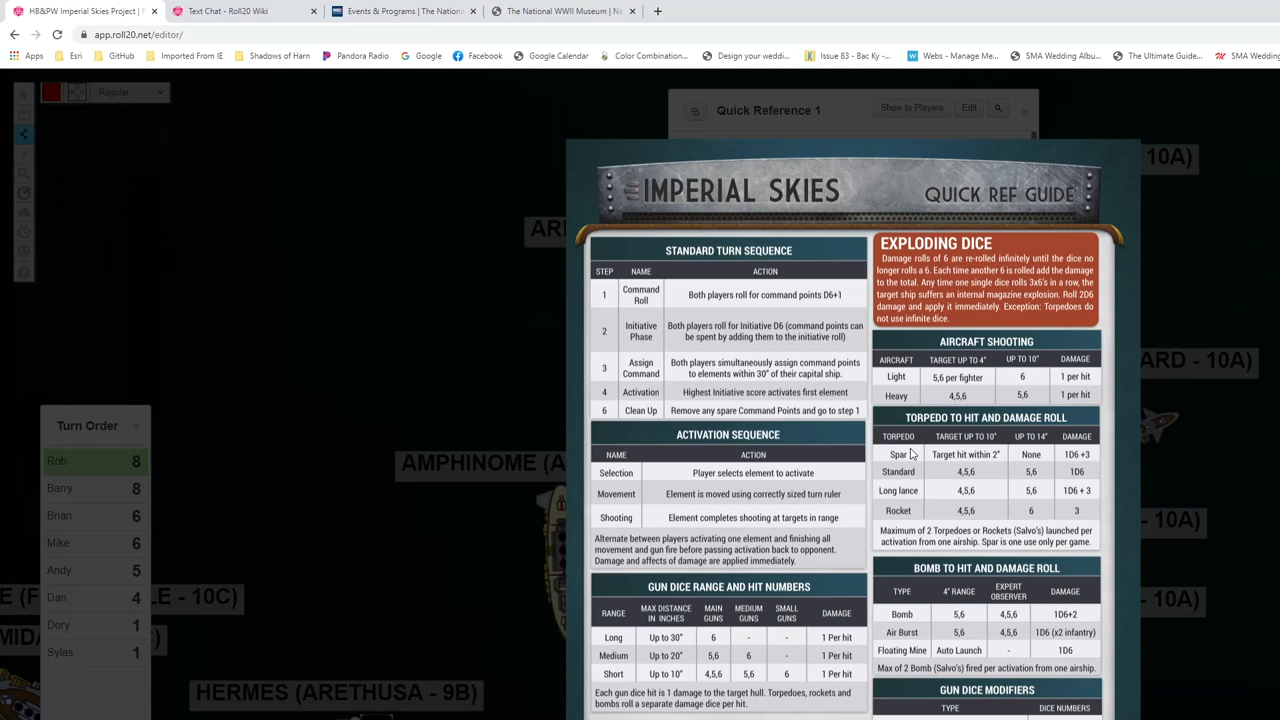 HB&PW Imperial Skies Project |
Text Chat - Roll20 Wiki
Events & Programs | The Nationa
The National WWII Museum | Ne
app.roll20.net/editor/
Apps
Esri
GitHub
Imported From IE
Shadows of Harn
Pandora Radio
Google
Facebook
Google Calendar
Color Combination...
Design your weddi...
Issue 83 - Bac Ky -...
Webs - Manage Me...
SMA Wedding Albu...
The Ultimate Guide...
SMA Wedding
Regular
Quick Reference 1
Show to Players
Edit
10A)
IMPERIAL SKIES
QUICK REF GUIDE
STANDARD TURN SEQUENCE
STEP NAME ACTION
1 Command Roll Both players roll for command points D6+1
2 Initiative Phase Both players roll for Initiative D6 (command points can
be spent by adding them to the initiative roll)
3 Assign Command Both players simultaneously assign command points
to elements within 30" of their capital ship.
4 Activation Highest Initiative score activates first element
6 Clean Up Remove any spare Command Points and go to step 1
ACTIVATION SEQUENCE
NAME ACTION
Selection Player selects element to activate
Movement Element is moved using correctly sized turn ruler
Shooting Element completes shooting at targets in range
Alternate between players activating one element and finishing all
movement and gun fire before passing activation back to opponent.
Damage and affects of damage are applied immediately.
GUN DICE RANGE AND HIT NUMBERS
RANGE MAX DISTANCE IN INCHES MAIN GUNS MEDIUM GUNS SMALL GUNS DAMAGE
Long Up to 30" 6 - - 1 Per hit
Medium Up to 20" 5,6 6 - 1 Per hit
Short Up to 10" 4,5,6 5,6 6 1 Per hit
Each gun dice hit is 1 damage to the target hull. Torpedoes, rockets and
bombs roll a separate damage dice per hit.
EXPLODING DICE
Damage rolls of 6 are re-rolled infinitely until the dice no
longer rolls a 6. Each time another 6 is rolled add the damage
to the total. Any time one single dice rolls 3x6's in a row, the
target ship suffers an internal magazine explosion. Roll 2D6
damage and apply it immediately. Exception: Torpedoes do
not use infinite dice.
AIRCRAFT SHOOTING
AIRCRAFT TARGET UP TO 4" UP TO 10" DAMAGE
Light 5,6 per fighter 6 1 per hit
Heavy 4,5,6 5,6 1 per hit
TORPEDO TO HIT AND DAMAGE ROLL
TORPEDO TARGET UP TO 10" UP TO 14" DAMAGE
Spar Target hit within 2" None 1D6 +3
Standard 4,5,6 5,6 1D6
Long lance 4,5,6 5,6 1D6 + 3
Rocket 4,5,6 6 3
Maximum of 2 Torpedoes or Rockets (Salvo's) launched per
activation from one airship. Spar is one use only per game.
BOMB TO HIT AND DAMAGE ROLL
TYPE 4" RANGE EXPERT OBSERVER DAMAGE
Bomb 5,6 4,5,6 1D6+2
Air Burst 5,6 4,5,6 1D6 (x2 infantry)
Floating Mine Auto Launch - 1D6
Max of 2 Bomb (Salvo's) fired per activation from one airship.
GUN DICE MODIFIERS
TYPE DICE NUMBERS
AR
ARD - 10A)
AMPHINOME (A
10A)
- 10A)
Turn Order
Rob 8
Barry 8
Brian 6
Mike 6
Andy 5
Dan 4
Dory 1
Sylas 1
E (F
LE - 10C)
MIDA
)
HERMES (ARETHUSA - 9B)